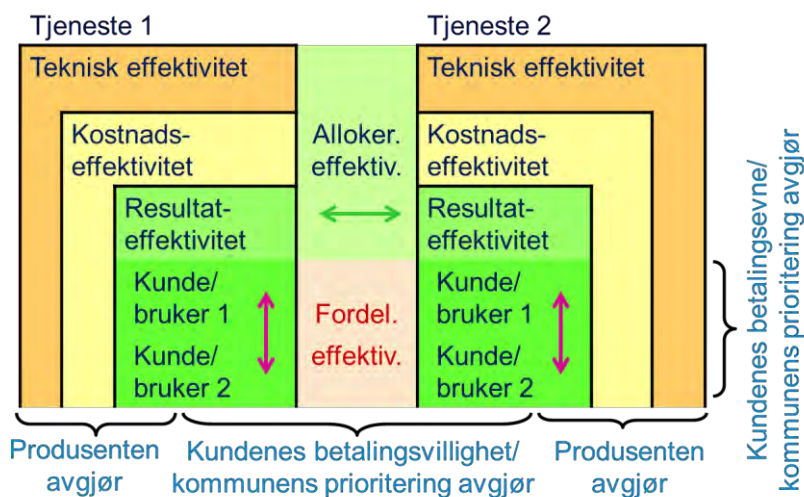 Tjeneste 1
Tjeneste 2
Teknisk effektivitet
Kostnads-
effektivitet
Resultat-
effektivitet
Kunde/
bruker 1
Kunde/
bruker 2
Alloker.
effektiv.
Fordel.
effektiv.
Teknisk effektivitet
Kostnads-
effektivitet
Resultat-
effektivitet
Kunde/
bruker 1
Kunde/
bruker 2
Kundenes betalingsevne/
kommunens prioritering avgjør
Produsenten
avgjør
Kundenes betalingsvillighet/
kommunens prioritering avgjør
Produsenten
avgjør